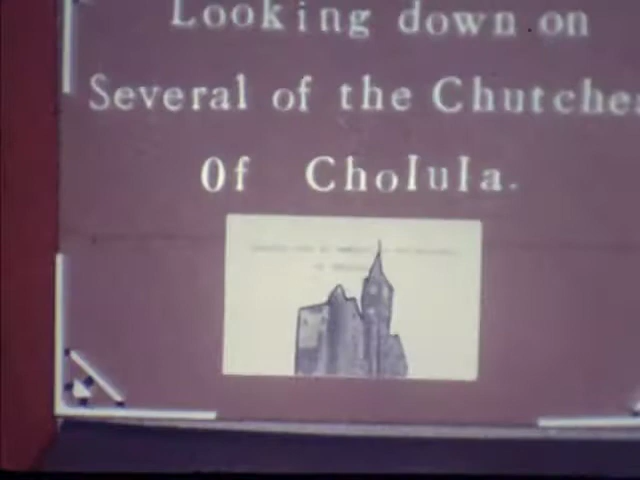 Looking down on
Several of the Chutche
Of Cholula.